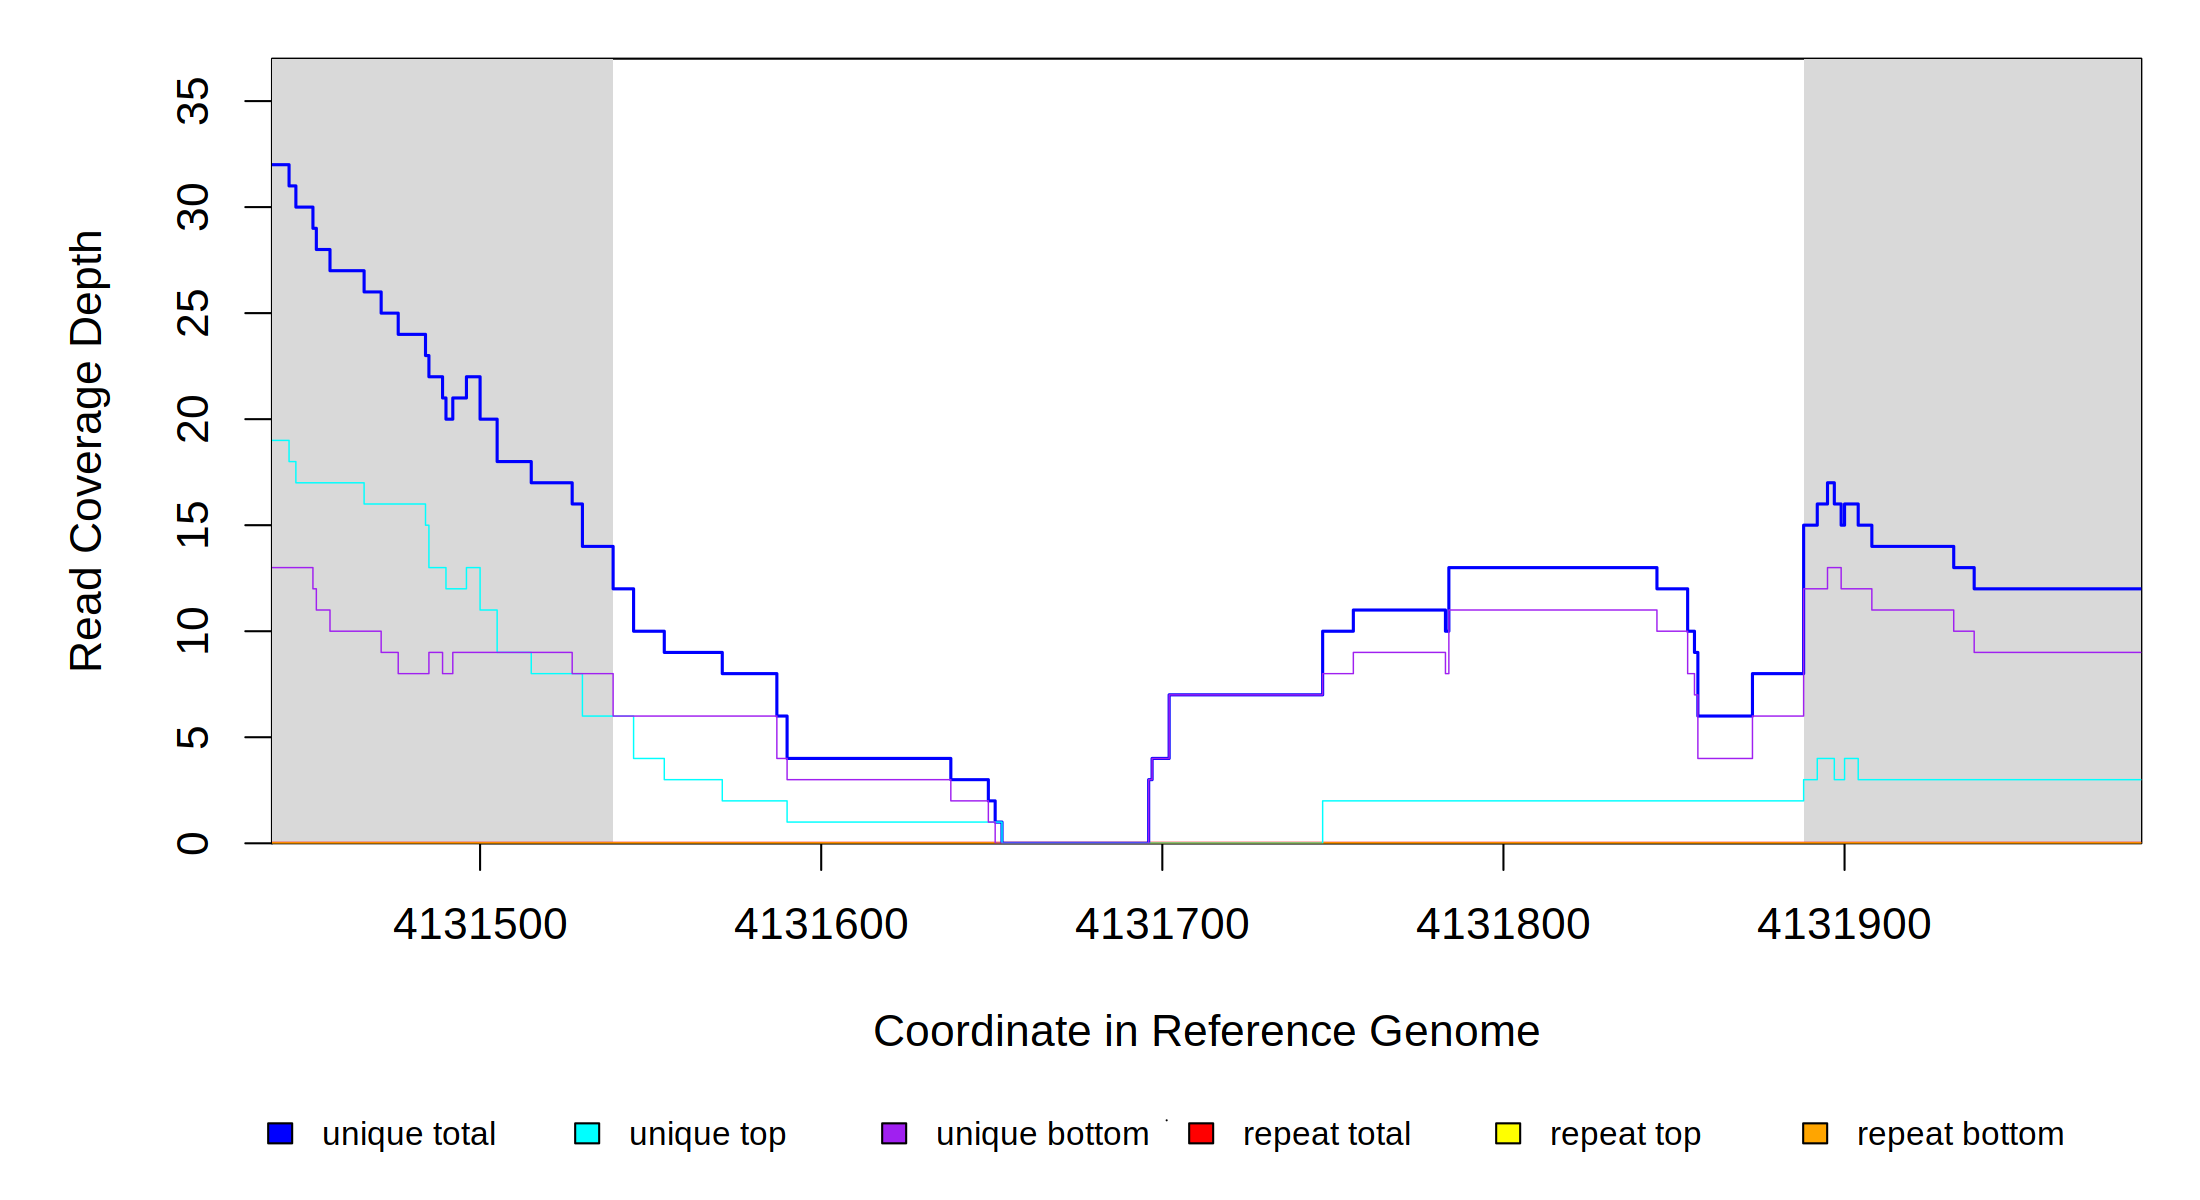 Read Coverage Depth
35
30
25
20
15
10
5
0
4131500 4131600 4131700 4131800 4131900
Coordinate in Reference Genome
unique total unique top unique bottom repeat total repeat top repeat bottom